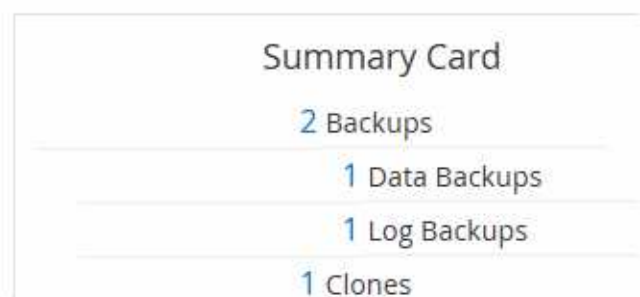 Summary Card
2 Backups
1 Data Backups
1 Log Backups
1 Clones